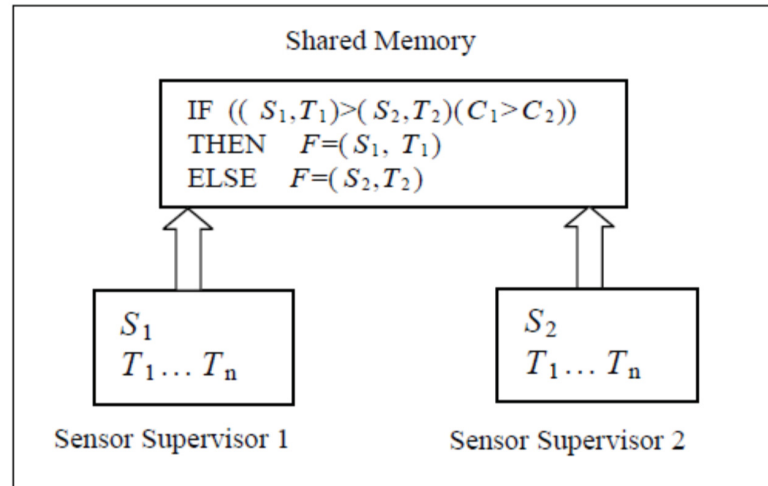 Shared Memory
IF (( S₁,T₁)>( S₂,T₂)(C₁>C₂))
THEN F=(S₁, T₁)
ELSE F=(S₂,T₂)
S₁
T₁… Tₙ
Sensor Supervisor 1
S₂
T₁… Tₙ
Sensor Supervisor 2